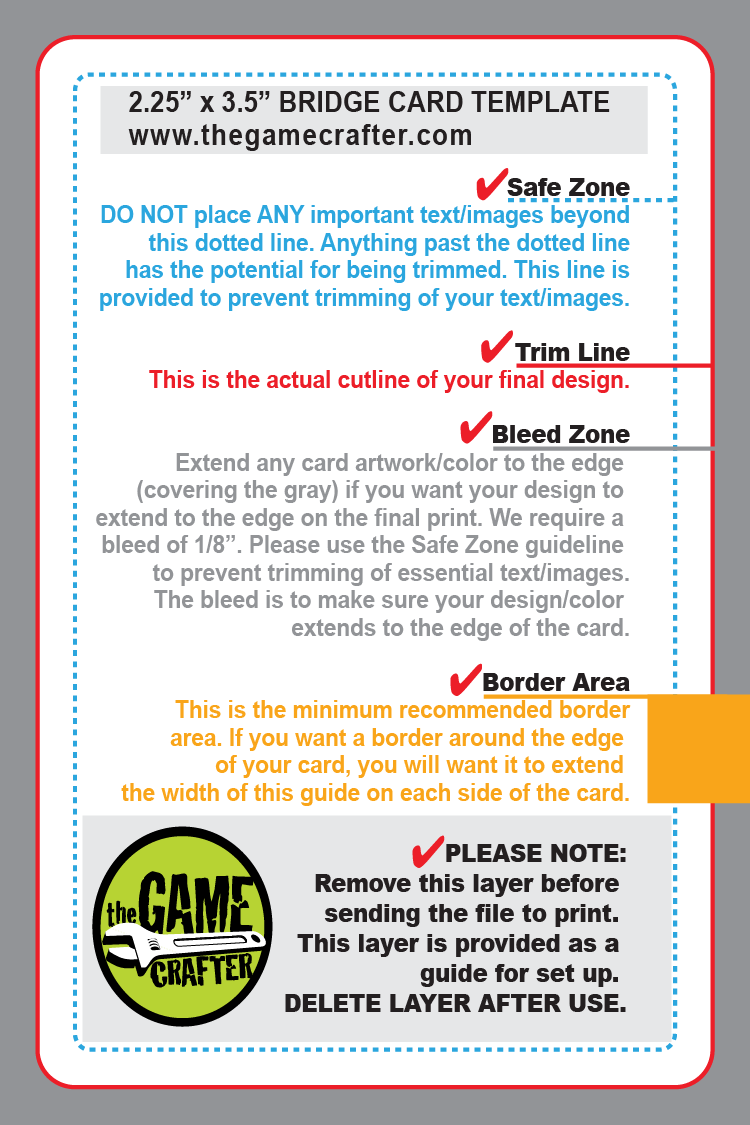 2.25” x 3.5” BRIDGE CARD TEMPLATE
www.thegamecrafter.com
Safe Zone
DO NOT place ANY important text/images beyond
this dotted line. Anything past the dotted line
has the potential for being trimmed. This line is
provided to prevent trimming of your text/images.
Trim Line
This is the actual cutline of your final design.
Bleed Zone
Extend any card artwork/color to the edge
(covering the gray) if you want your design to
extend to the edge on the final print. We require a
bleed of 1/8”. Please use the Safe Zone guideline
to prevent trimming of essential text/images.
The bleed is to make sure your design/color
extends to the edge of the card.
Border Area
This is the minimum recommended border
area. If you want a border around the edge
of your card, you will want it to extend
the width of this guide on each side of the card.
the GAME
CRAFTER
PLEASE NOTE:
Remove this layer before
sending the file to print.
This layer is provided as a
guide for set up.
DELETE LAYER AFTER USE.